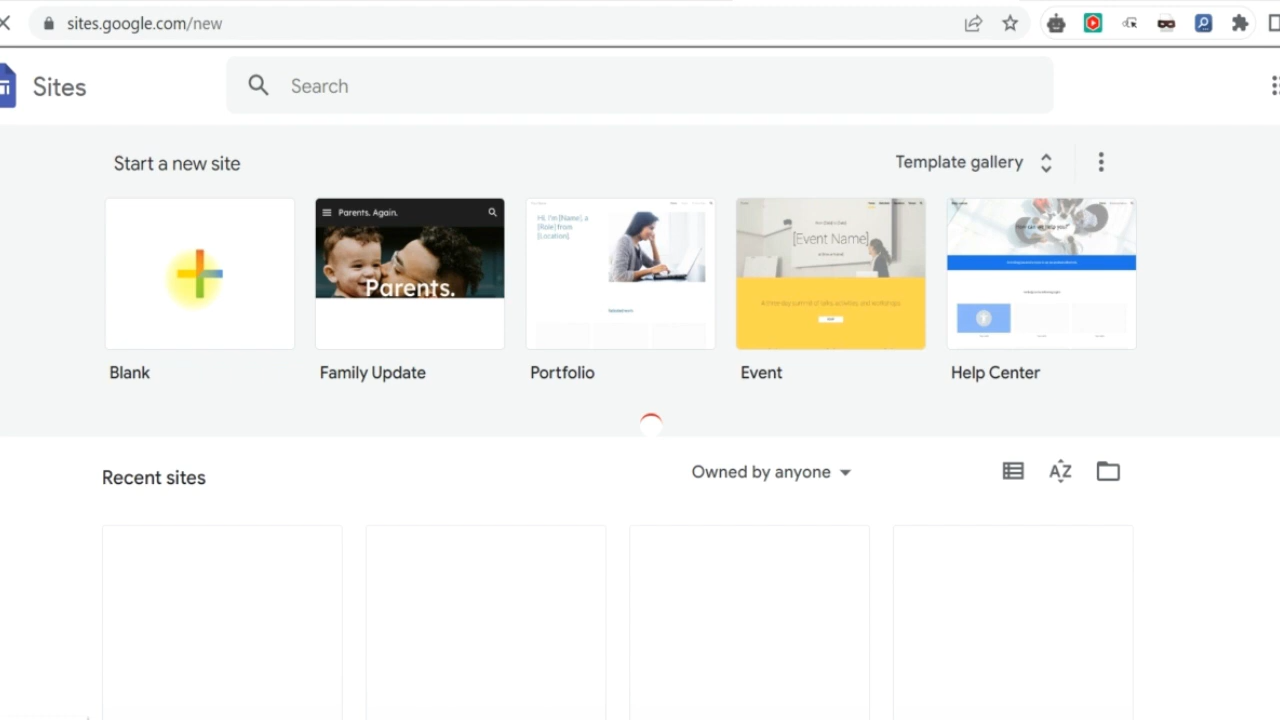 sites.google.com/new
Sites
Search
Start a new site
Template gallery
Parents. Again.
Parents.
Hi, I'm [Name], a
[Role] from
[Location].
[Event Name]
Blank
Family Update
Portfolio
Event
Help Center
Recent sites
Owned by anyone
AZ